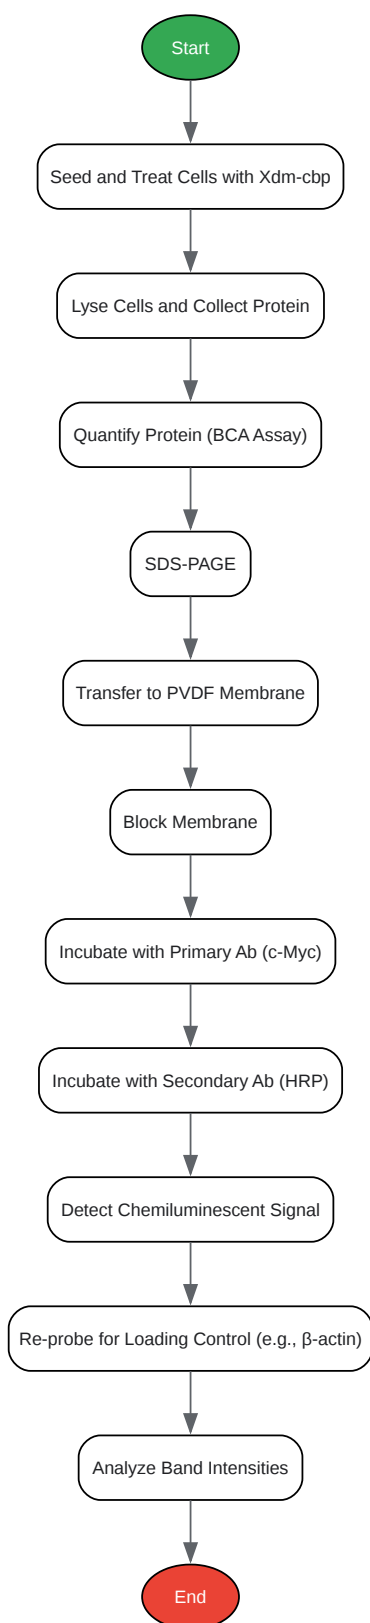 Start
Seed and Treat Cells with Xdm-cbp
Lyse Cells and Collect Protein
Quantify Protein (BCA Assay)
SDS-PAGE
Transfer to PVDF Membrane
Block Membrane
Incubate with Primary Ab (c-Myc)
Incubate with Secondary Ab (HRP)
Detect Chemiluminescent Signal
Re-probe for Loading Control (e.g., β-actin)
Analyze Band Intensities
End